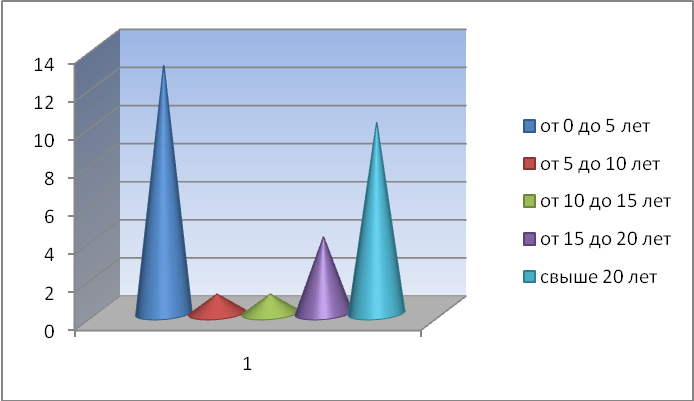 14
12
10
8
6
4
2
0
1
от 0 до 5 лет
от 5 до 10 лет
от 10 до 15 лет
от 15 до 20 лет
свыше 20 лет